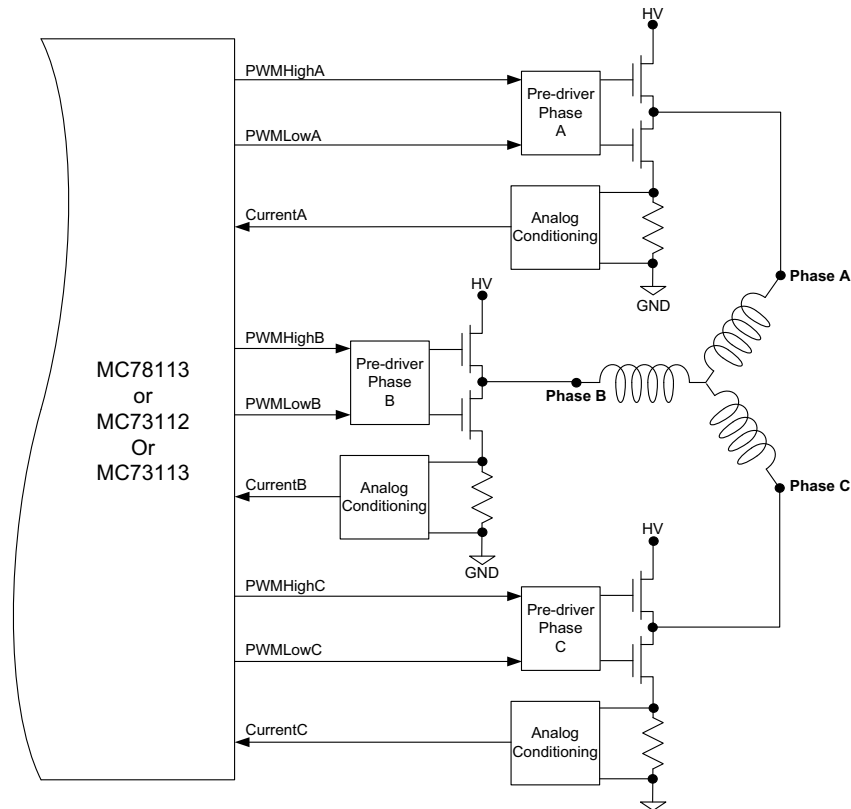 HV
PWMHighA
Pre-driver
Phase
A
PWMLowA
CurrentA
Analog
Conditioning
GND
Phase A
HV
PWMHighB
Pre-driver
Phase
B
PWMLowB
Phase B
MC78113
or
MC73112
Or
MC73113
CurrentB
Analog
Conditioning
GND
Phase C
HV
PWMHighC
Pre-driver
Phase
C
PWMLowC
CurrentC
Analog
Conditioning